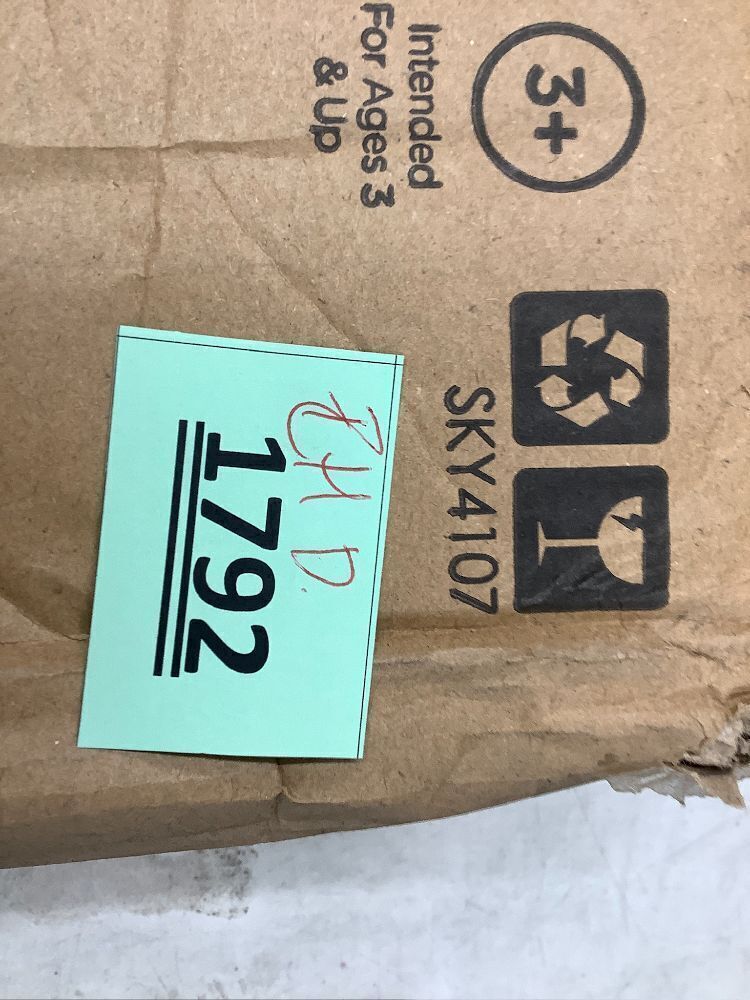 3+
Intended
For Ages 3
& Up
SKY4107
1792